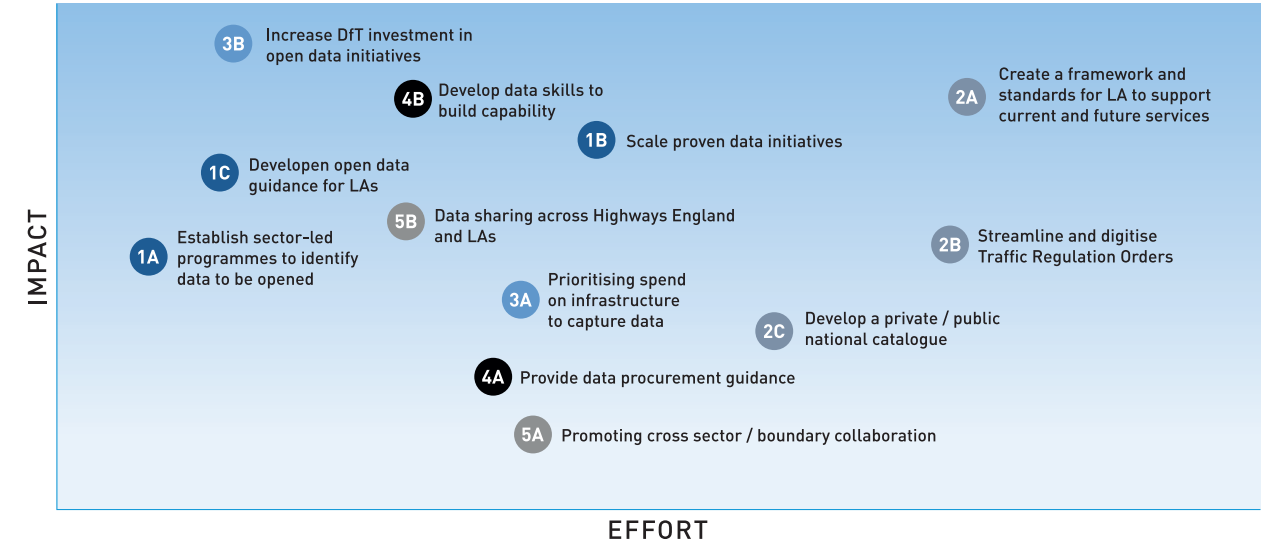 3B
Increase DfT investment in
open data initiatives
4B
Develop data skills to
build capability
2A
Create a framework and
standards for LA to support
current and future services
1B
Scale proven data initiatives
1C
Developen open data
guidance for LAs
5B
Data sharing across Highways England
and LAs
1A
Establish sector-led
programmes to identify
data to be opened
2B
Streamline and digitise
Traffic Regulation Orders
3A
Prioritising spend
on infrastructure
to capture data
2C
Develop a private / public
national catalogue
4A
Provide data procurement guidance
5A
Promoting cross sector / boundary collaboration
IMPACT
EFFORT